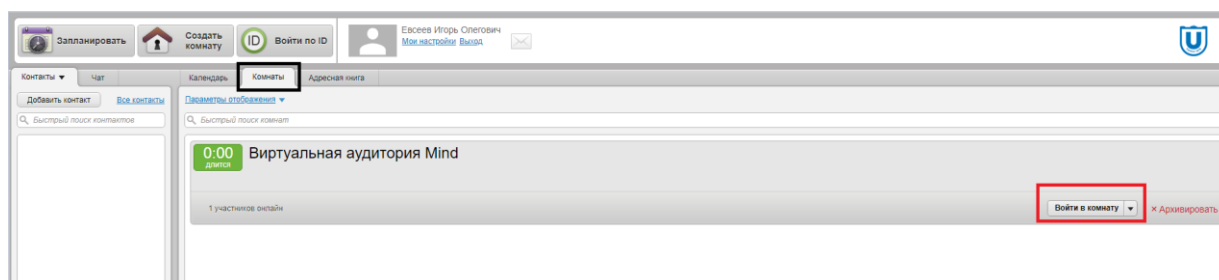 Запланировать
Создать комнату
ID
Войти по ID
Евсеев Игорь Олегович
Мои настройки Выход
U
Контакты
Чат
Календарь
Комнаты
Адресная книга
Добавить контакт
Все контакты
Параметры отображения
Быстрый поиск контактов
Быстрый поиск комнат
0:00
длится
Виртуальная аудитория Mind
1 участников онлайн
Войти в комнату
× Архивировать